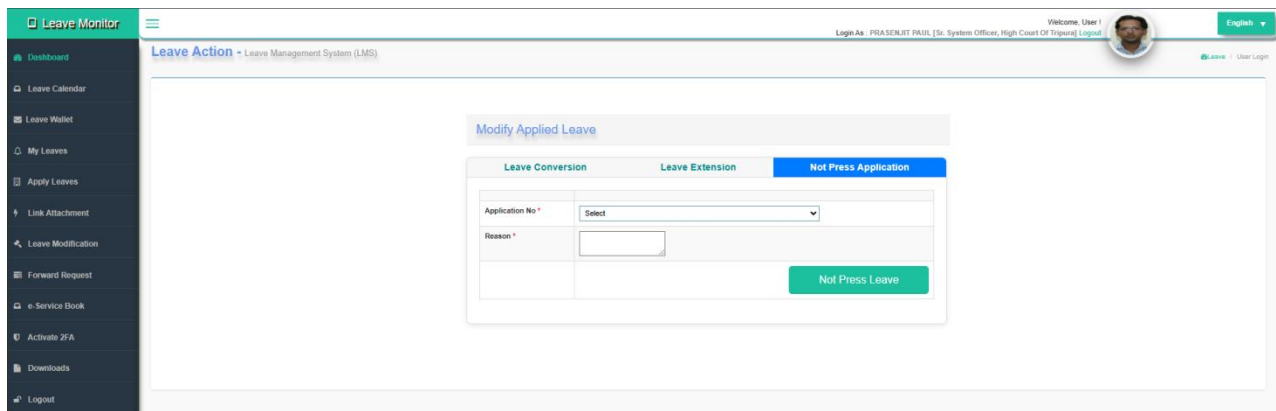 Leave Monitor
Welcome, User !
Login As : PRASENJIT PAUL [Sr. System Officer, High Court Of Tripura] Logout
English
Dashboard
Leave Calendar
Leave Wallet
My Leaves
Apply Leaves
Link Attachment
Leave Modification
Forward Request
e-Service Book
Activate 2FA
Downloads
Logout
Leave Action - Leave Management System (LMS)
Leave / User Login
Modify Applied Leave
Leave Conversion Leave Extension Not Press Application
Application No * Select
Reason *
Not Press Leave